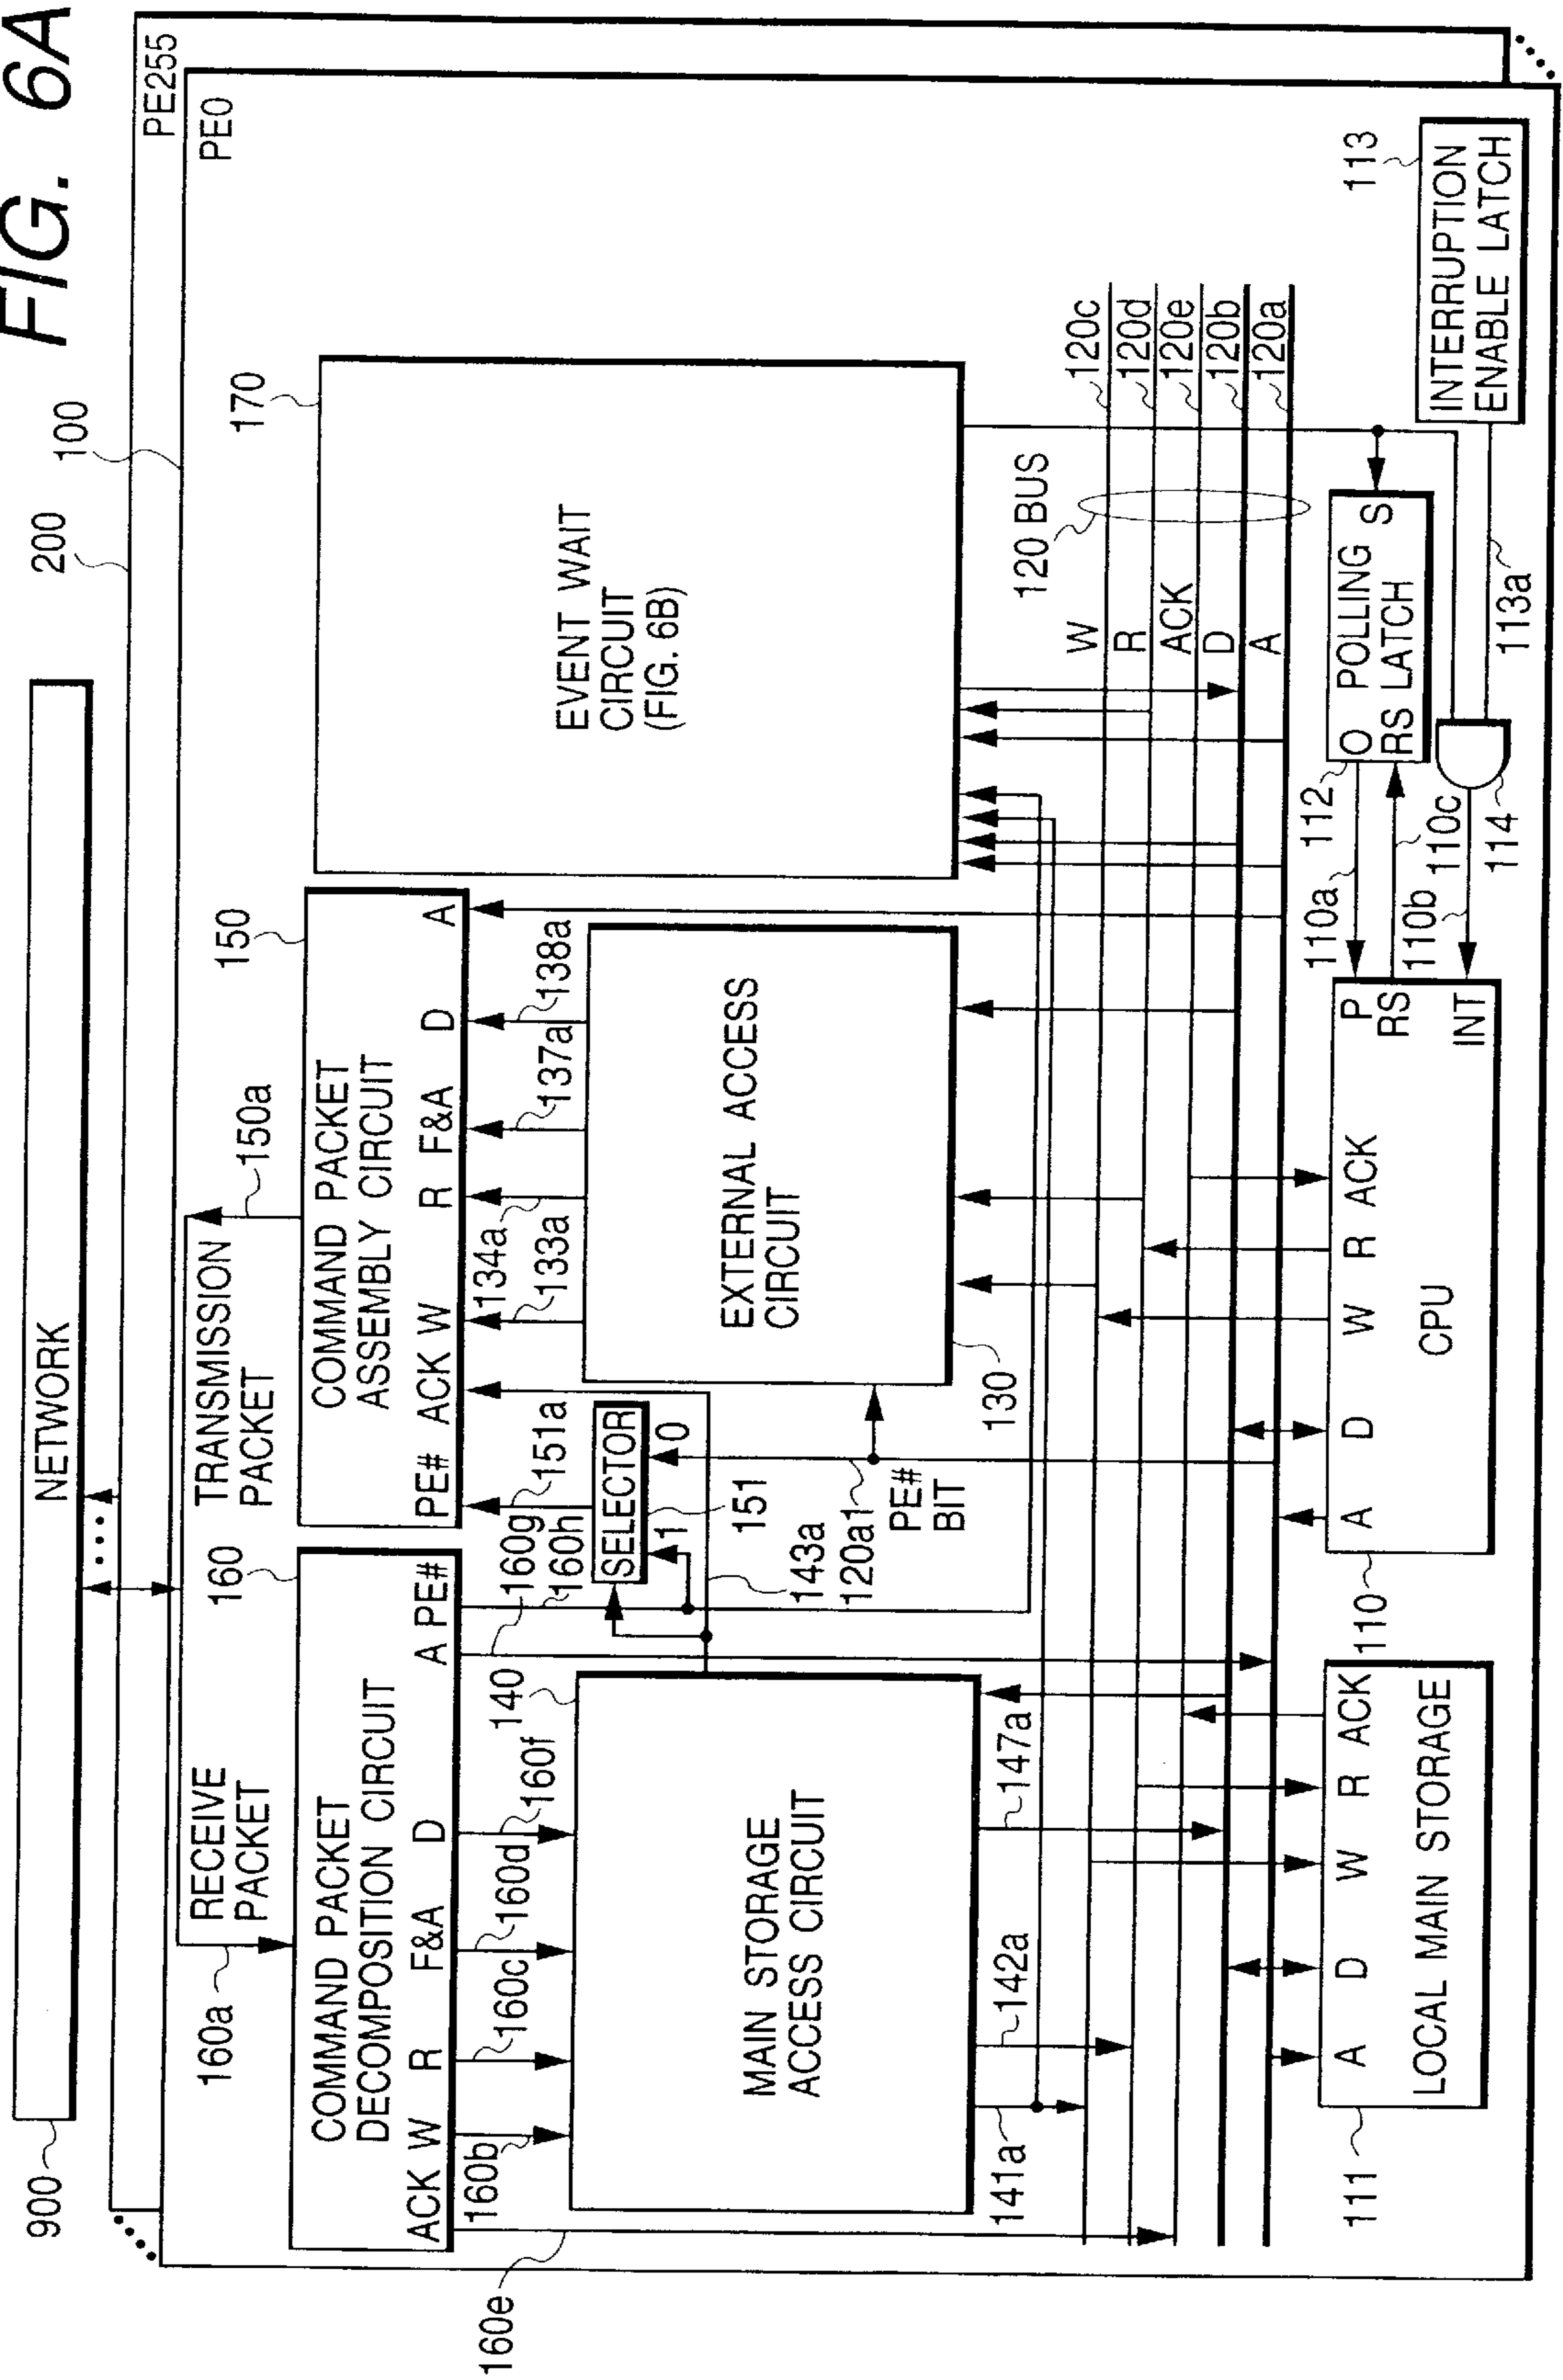 FIG. 6A
900
NETWORK
200
100
PE255
PE0
160a
RECEIVE
PACKET
TRANSMISSION
PACKET
150a
160
COMMAND PACKET
DECOMPOSITION CIRCUIT
ACK W R F&A D A PE#
150
COMMAND PACKET
ASSEMBLY CIRCUIT
PE# ACK W R F&A D A
170
EVENT WAIT
CIRCUIT
(FIG. 6B)
160e
160b
160c
160d
160f
160g
160h
151a
134a
133a
137a
138a
140
MAIN STORAGE
ACCESS CIRCUIT
SELECTOR
1
0
151
143a
120a1
PE#
BIT
EXTERNAL ACCESS
CIRCUIT
130
141a
142a
147a
120 BUS
W
R
ACK
D
A
120c
120d
120e
120b
120a
111
A D W R ACK
LOCAL MAIN STORAGE
110
A D W R ACK
CPU
P
RS
INT
110a
110b
110c
112
O POLLING S
RS LATCH
114
113a
113
INTERRUPTION
ENABLE LATCH